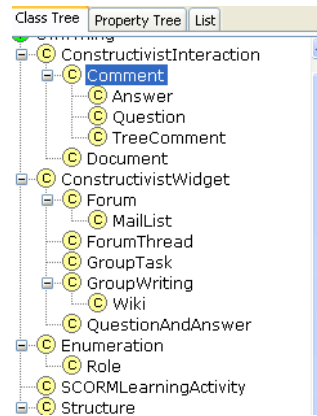 Class Tree Property Tree List
C ConstructivistInteraction
C Comment
C Answer
C Question
C TreeComment
C Document
C ConstructivistWidget
C Forum
C MailList
C ForumThread
C GroupTask
C GroupWriting
C Wiki
C QuestionAndAnswer
C Enumeration
C Role
C SCORMLearningActivity
C Structure